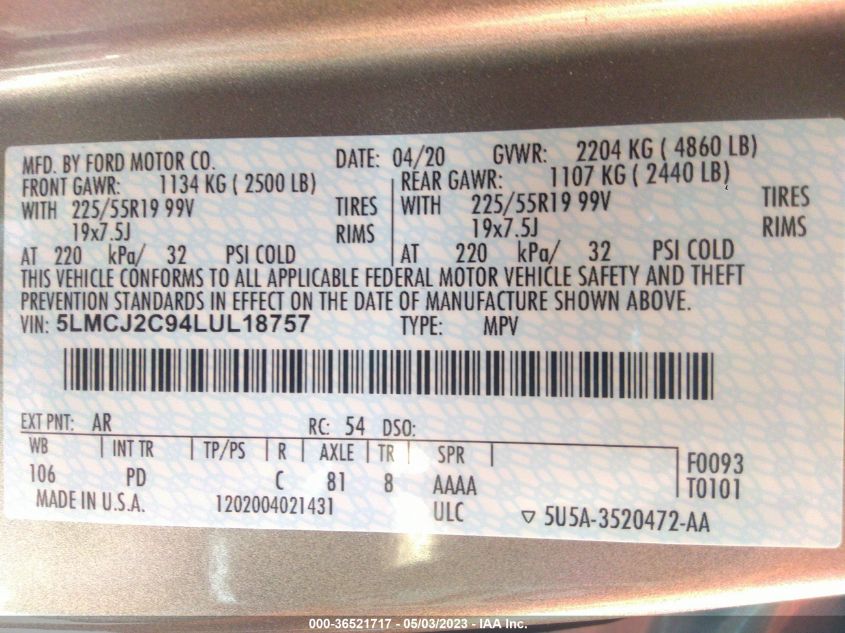 MFD. BY FORD MOTOR CO. DATE: 04/20 GVWR: 2204 KG ( 4860 LB)
FRONT GAWR: 1134 KG ( 2500 LB) REAR GAWR: 1107 KG ( 2440 LB)
WITH 225/55R19 99V TIRES WITH 225/55R19 99V TIRES
19x7.5J RIMS 19x7.5J RIMS
AT 220 kPa/ 32 PSI COLD AT 220 kPa/ 32 PSI COLD
THIS VEHICLE CONFORMS TO ALL APPLICABLE FEDERAL MOTOR VEHICLE SAFETY AND THEFT
PREVENTION STANDARDS IN EFFECT ON THE DATE OF MANUFACTURE SHOWN ABOVE.
VIN: 5LMCJ2C94LUL18757 TYPE: MPV
EXT PNT: AR RC: 54 DSO:
WB INT TR TP/PS R AXLE TR SPR F0093
106 PD C 81 8 AAAA T0101
MADE IN U.S.A. 1202004021431 ULC ▽ 5U5A-3520472-AA
000-36521717 — 05/03/2023 — IAA Inc.